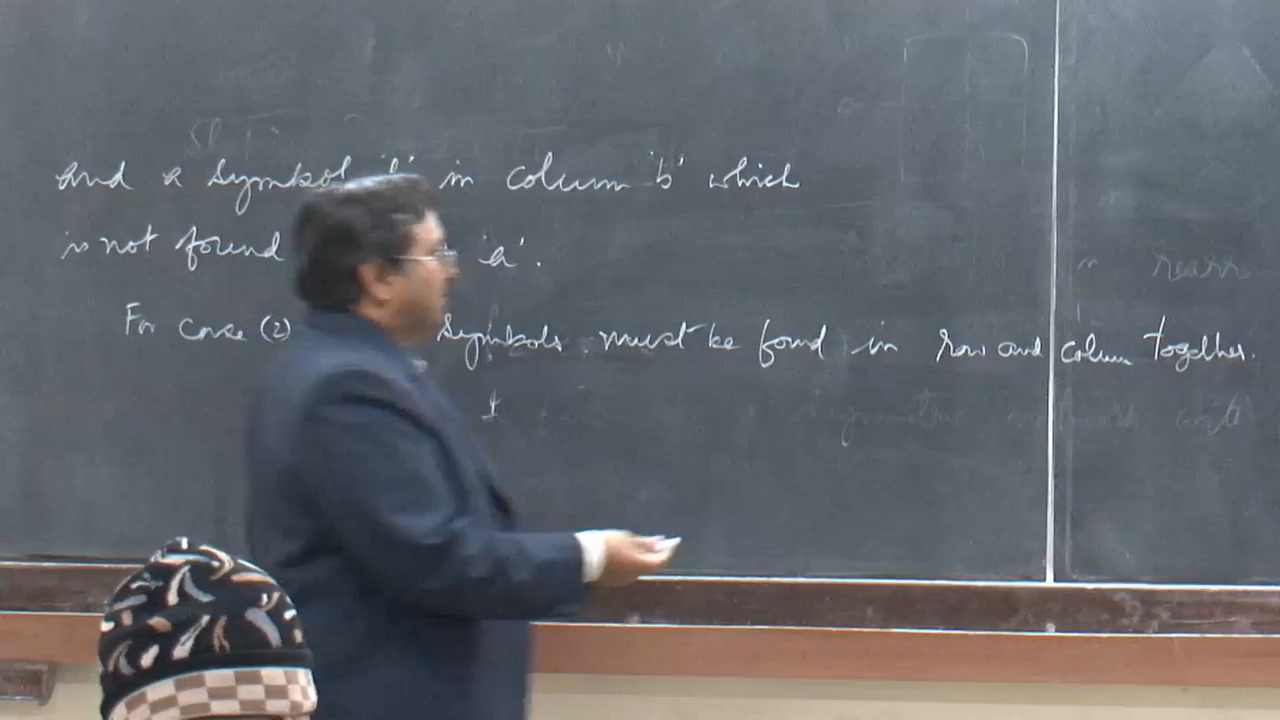 and a symbol 'l' in column 'b' which
is not found 'a'.
For case (2) symbols must be found in row and column together.
I